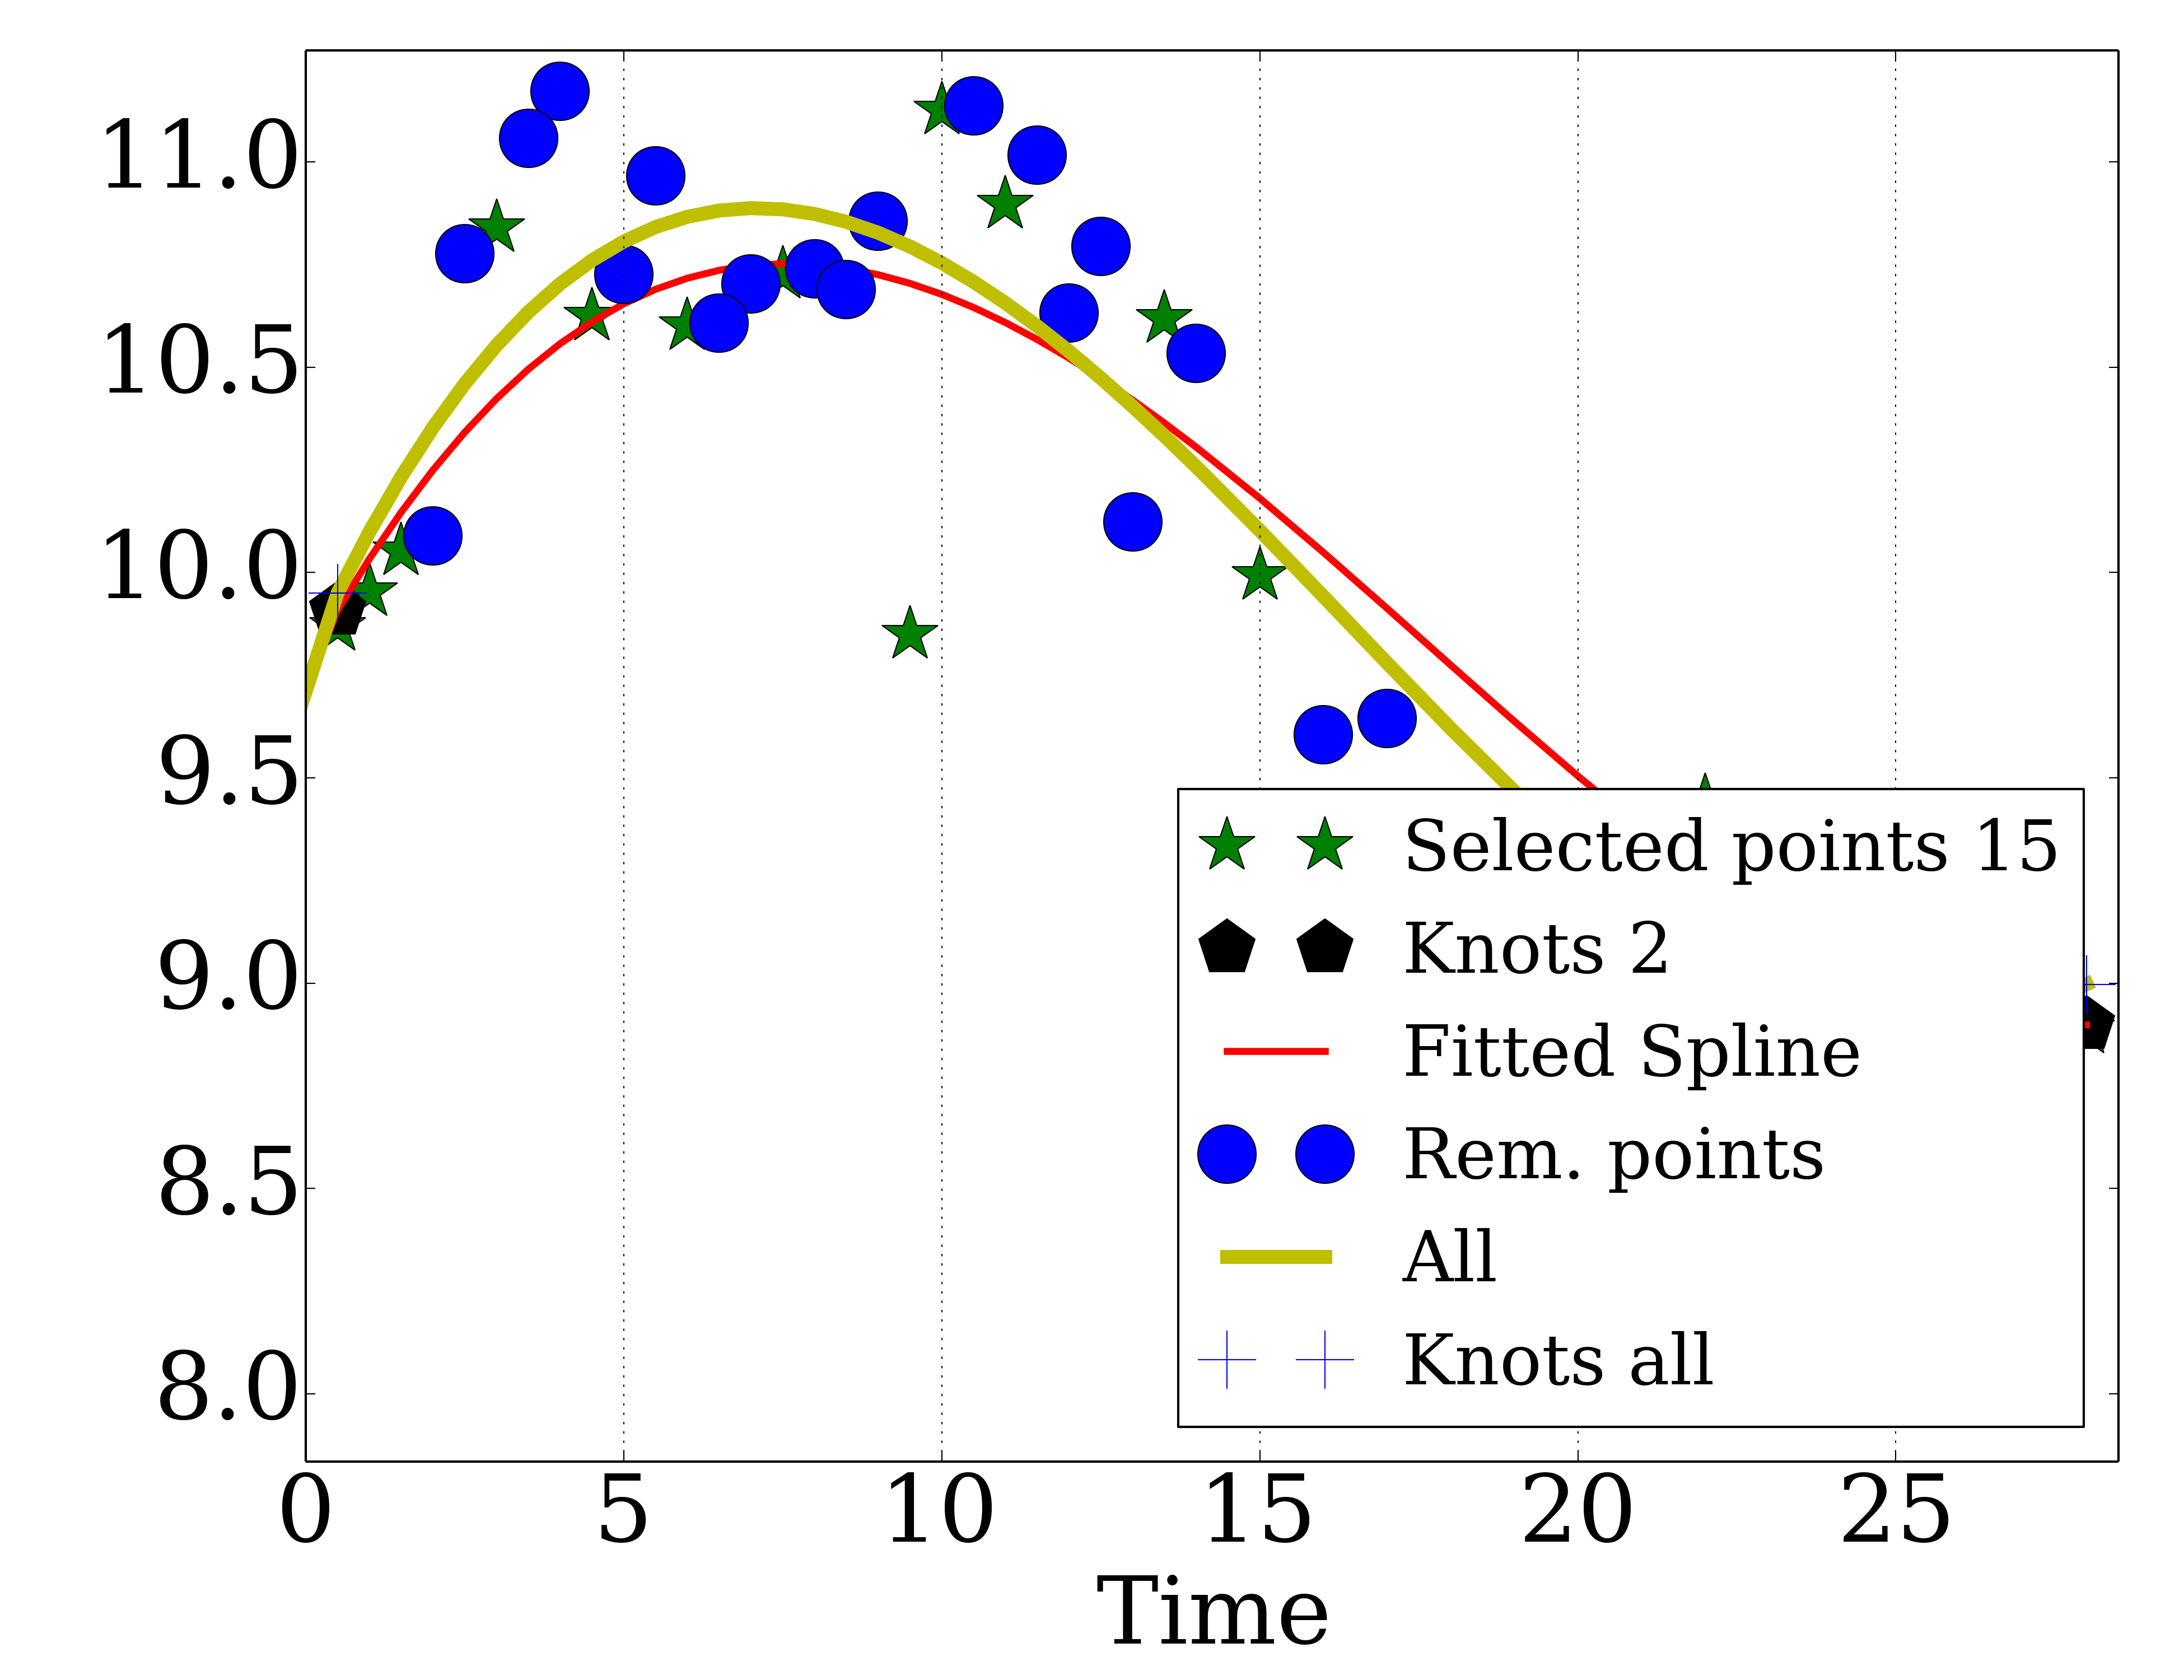 11.0
10.5
10.0
9.5
9.0
8.5
8.0
Selected points 15
Knots 2
Fitted Spline
Rem. points
All
Knots all
0 5 10 15 20 25
Time